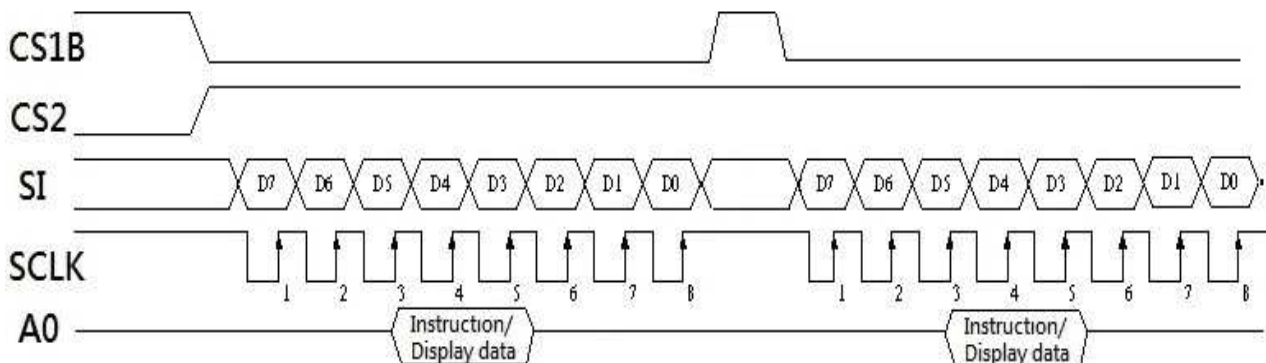 CS1B
CS2
SI D7 D6 D5 D4 D3 D2 D1 D0 D7 D6 D5 D4 D3 D2 D1 D0
SCLK
1 2 3 4 5 6 7 8 1 2 3 4 5 6 7 8
A0
Instruction/
Display data
Instruction/
Display data